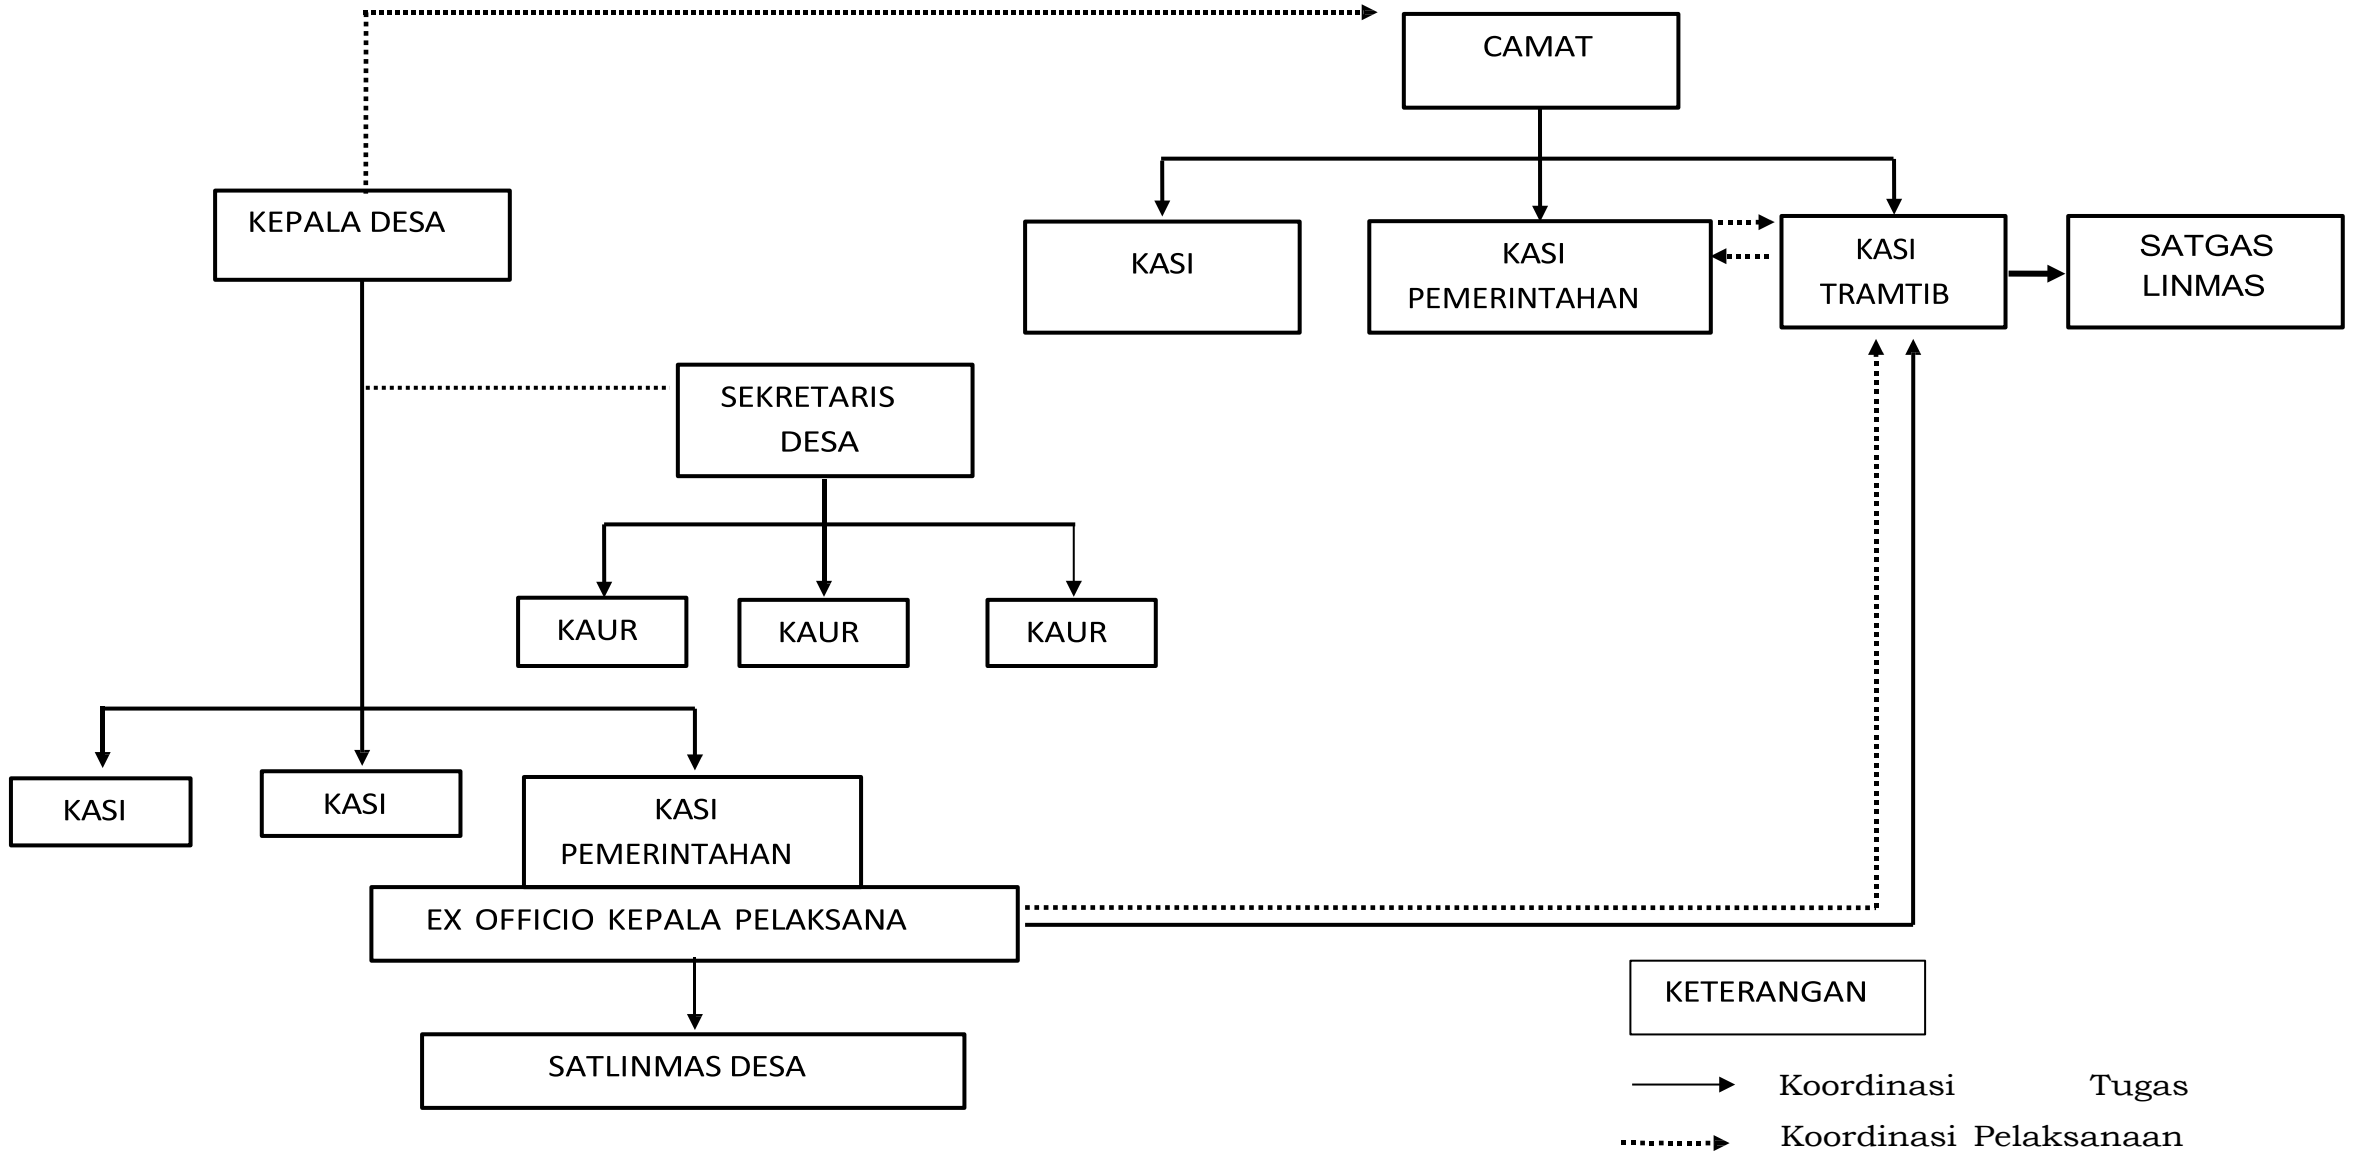 CAMAT
KEPALA DESA
KASI
KASI
PEMERINTAHAN
KASI
TRAMTIB
SATGAS
LINMAS
SEKRETARIS
DESA
KAUR
KAUR
KAUR
KASI
KASI
KASI
PEMERINTAHAN
EX OFFICIO KEPALA PELAKSANA
SATLINMAS DESA
KETERANGAN
Koordinasi Tugas
Koordinasi Pelaksanaan